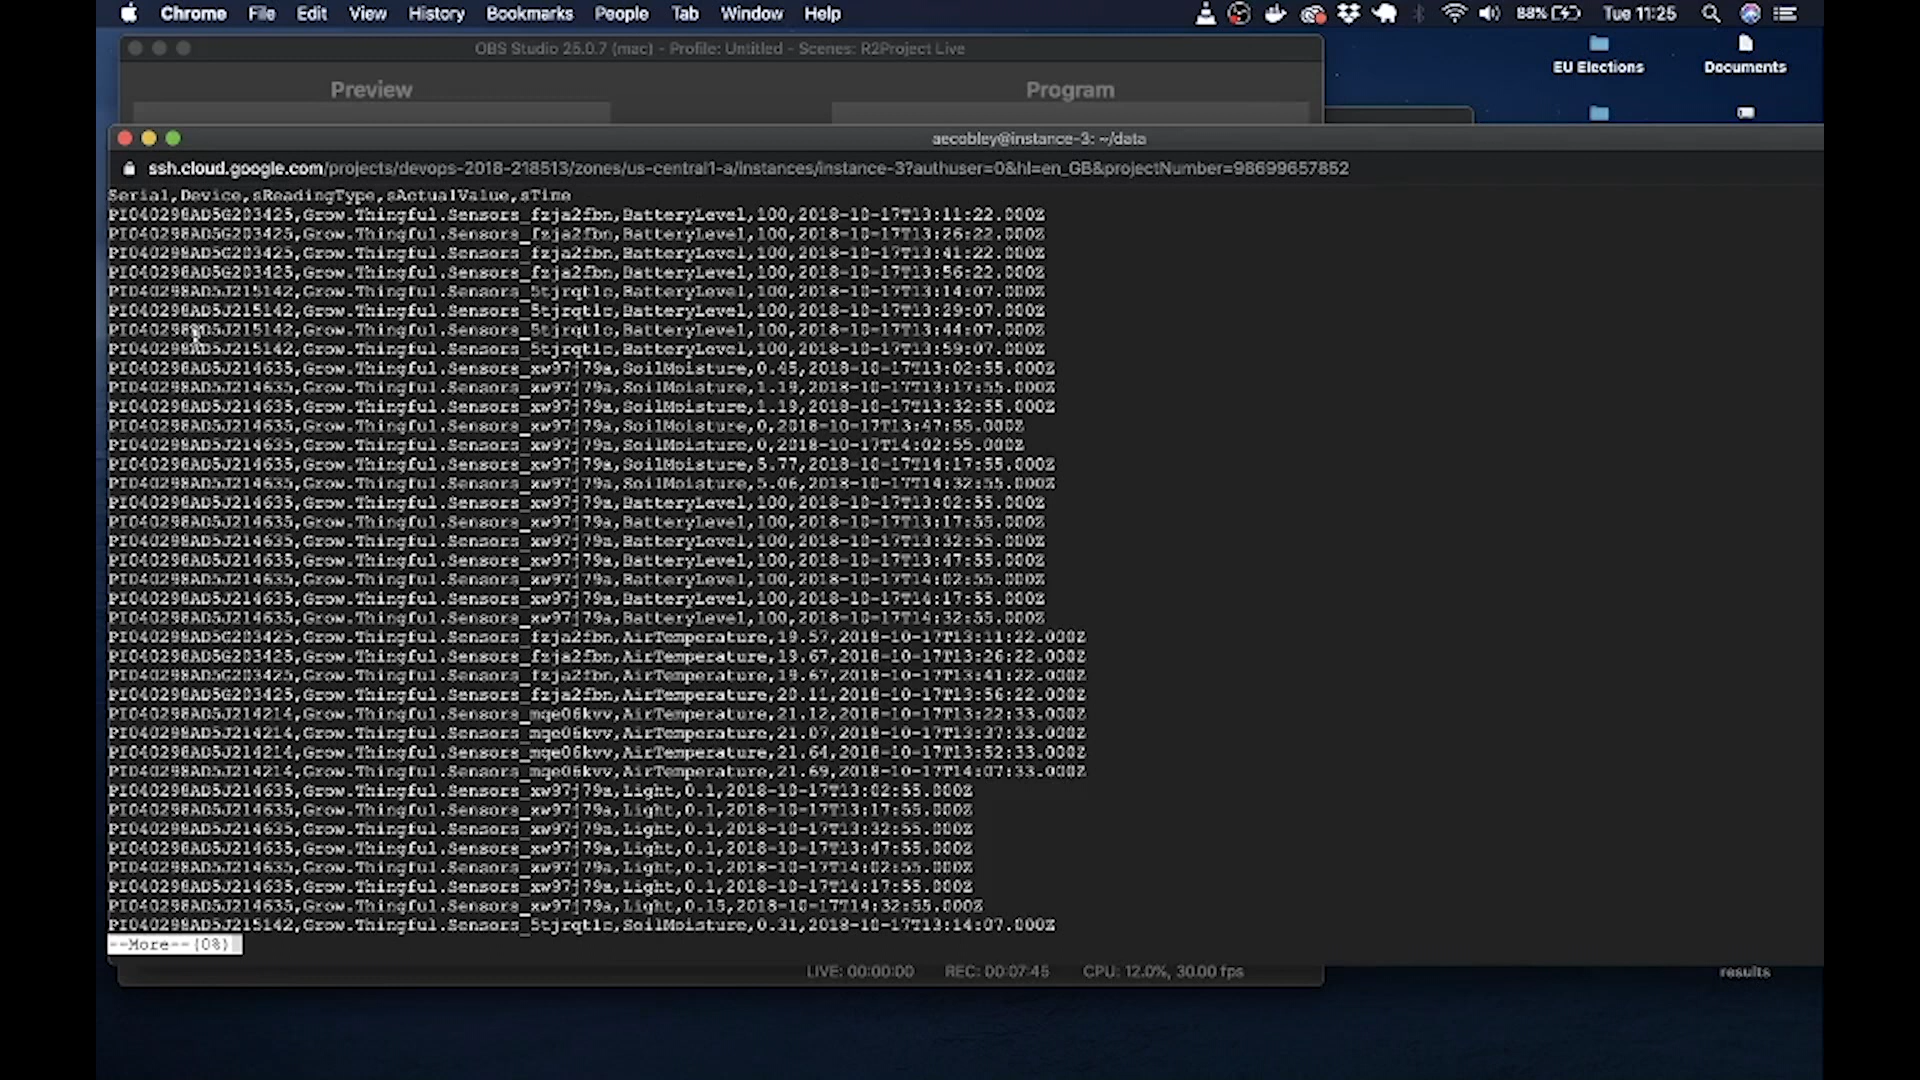 Chrome File Edit View History Bookmarks People Tab Window Help 88% Tue 11:25
OBS Studio 25.0.7 (mac) - Profile: Untitled - Scenes: R2Project Live
EU Elections Documents
Preview Program
aecobley@instance-3: ~/data
ssh.cloud.google.com/projects/devops-2018-218513/zones/us-central1-a/instances/instance-3?authuser=0&hl=en_GB&projectNumber=98699657852
Serial,Device,sReadingType,sActualValue,sTime
PI040298AD5G203425,Grow.Thingful.Sensors_fzja2fbn,BatteryLevel,100,2018-10-17T13:11:22.000Z
PI040298AD5G203425,Grow.Thingful.Sensors_fzja2fbn,BatteryLevel,100,2018-10-17T13:26:22.000Z
PI040298AD5G203425,Grow.Thingful.Sensors_fzja2fbn,BatteryLevel,100,2018-10-17T13:41:22.000Z
PI040298AD5G203425,Grow.Thingful.Sensors_fzja2fbn,BatteryLevel,100,2018-10-17T13:56:22.000Z
PI040298AD5J215142,Grow.Thingful.Sensors_5tjrqt1c,BatteryLevel,100,2018-10-17T13:14:07.000Z
PI040298AD5J215142,Grow.Thingful.Sensors_5tjrqt1c,BatteryLevel,100,2018-10-17T13:29:07.000Z
PI040298AD5J215142,Grow.Thingful.Sensors_5tjrqt1c,BatteryLevel,100,2018-10-17T13:44:07.000Z
PI040298AD5J215142,Grow.Thingful.Sensors_5tjrqt1c,BatteryLevel,100,2018-10-17T13:59:07.000Z
PI040298AD5J214635,Grow.Thingful.Sensors_xw97j79a,SoilMoisture,0.45,2018-10-17T13:02:55.000Z
PI040298AD5J214635,Grow.Thingful.Sensors_xw97j79a,SoilMoisture,1.19,2018-10-17T13:17:55.000Z
PI040298AD5J214635,Grow.Thingful.Sensors_xw97j79a,SoilMoisture,1.19,2018-10-17T13:32:55.000Z
PI040298AD5J214635,Grow.Thingful.Sensors_xw97j79a,SoilMoisture,0,2018-10-17T13:47:55.000Z
PI040298AD5J214635,Grow.Thingful.Sensors_xw97j79a,SoilMoisture,0,2018-10-17T14:02:55.000Z
PI040298AD5J214635,Grow.Thingful.Sensors_xw97j79a,SoilMoisture,5.77,2018-10-17T14:17:55.000Z
PI040298AD5J214635,Grow.Thingful.Sensors_xw97j79a,SoilMoisture,5.06,2018-10-17T14:32:55.000Z
PI040298AD5J214635,Grow.Thingful.Sensors_xw97j79a,BatteryLevel,100,2018-10-17T13:02:55.000Z
PI040298AD5J214635,Grow.Thingful.Sensors_xw97j79a,BatteryLevel,100,2018-10-17T13:17:55.000Z
PI040298AD5J214635,Grow.Thingful.Sensors_xw97j79a,BatteryLevel,100,2018-10-17T13:32:55.000Z
PI040298AD5J214635,Grow.Thingful.Sensors_xw97j79a,BatteryLevel,100,2018-10-17T13:47:55.000Z
PI040298AD5J214635,Grow.Thingful.Sensors_xw97j79a,BatteryLevel,100,2018-10-17T14:02:55.000Z
PI040298AD5J214635,Grow.Thingful.Sensors_xw97j79a,BatteryLevel,100,2018-10-17T14:17:55.000Z
PI040298AD5J214635,Grow.Thingful.Sensors_xw97j79a,BatteryLevel,100,2018-10-17T14:32:55.000Z
PI040298AD5G203425,Grow.Thingful.Sensors_fzja2fbn,AirTemperature,19.57,2018-10-17T13:11:22.000Z
PI040298AD5G203425,Grow.Thingful.Sensors_fzja2fbn,AirTemperature,19.67,2018-10-17T13:26:22.000Z
PI040298AD5G203425,Grow.Thingful.Sensors_fzja2fbn,AirTemperature,19.67,2018-10-17T13:41:22.000Z
PI040298AD5G203425,Grow.Thingful.Sensors_fzja2fbn,AirTemperature,20.11,2018-10-17T13:56:22.000Z
PI040298AD5J214214,Grow.Thingful.Sensors_mqe06kvv,AirTemperature,21.12,2018-10-17T13:22:33.000Z
PI040298AD5J214214,Grow.Thingful.Sensors_mqe06kvv,AirTemperature,21.07,2018-10-17T13:37:33.000Z
PI040298AD5J214214,Grow.Thingful.Sensors_mqe06kvv,AirTemperature,21.64,2018-10-17T13:52:33.000Z
PI040298AD5J214214,Grow.Thingful.Sensors_mqe06kvv,AirTemperature,21.69,2018-10-17T14:07:33.000Z
PI040298AD5J214635,Grow.Thingful.Sensors_xw97j79a,Light,0.1,2018-10-17T13:02:55.000Z
PI040298AD5J214635,Grow.Thingful.Sensors_xw97j79a,Light,0.1,2018-10-17T13:17:55.000Z
PI040298AD5J214635,Grow.Thingful.Sensors_xw97j79a,Light,0.1,2018-10-17T13:32:55.000Z
PI040298AD5J214635,Grow.Thingful.Sensors_xw97j79a,Light,0.1,2018-10-17T13:47:55.000Z
PI040298AD5J214635,Grow.Thingful.Sensors_xw97j79a,Light,0.1,2018-10-17T14:02:55.000Z
PI040298AD5J214635,Grow.Thingful.Sensors_xw97j79a,Light,0.1,2018-10-17T14:17:55.000Z
PI040298AD5J214635,Grow.Thingful.Sensors_xw97j79a,Light,0.15,2018-10-17T14:32:55.000Z
PI040298AD5J215142,Grow.Thingful.Sensors_5tjrqt1c,SoilMoisture,0.31,2018-10-17T13:14:07.000Z
--More--(0%)
LIVE: 00:00:00 REC: 00:07:45 CPU: 12.0%, 30.00 fps
results